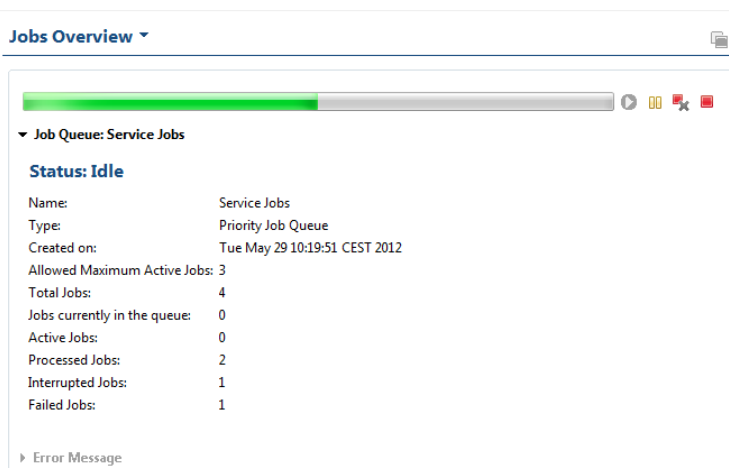 Jobs Overview
Job Queue: Service Jobs
Status: Idle
Name: Service Jobs
Type: Priority Job Queue
Created on: Tue May 29 10:19:51 CEST 2012
Allowed Maximum Active Jobs: 3
Total Jobs: 4
Jobs currently in the queue: 0
Active Jobs: 0
Processed Jobs: 2
Interrupted Jobs: 1
Failed Jobs: 1
Error Message